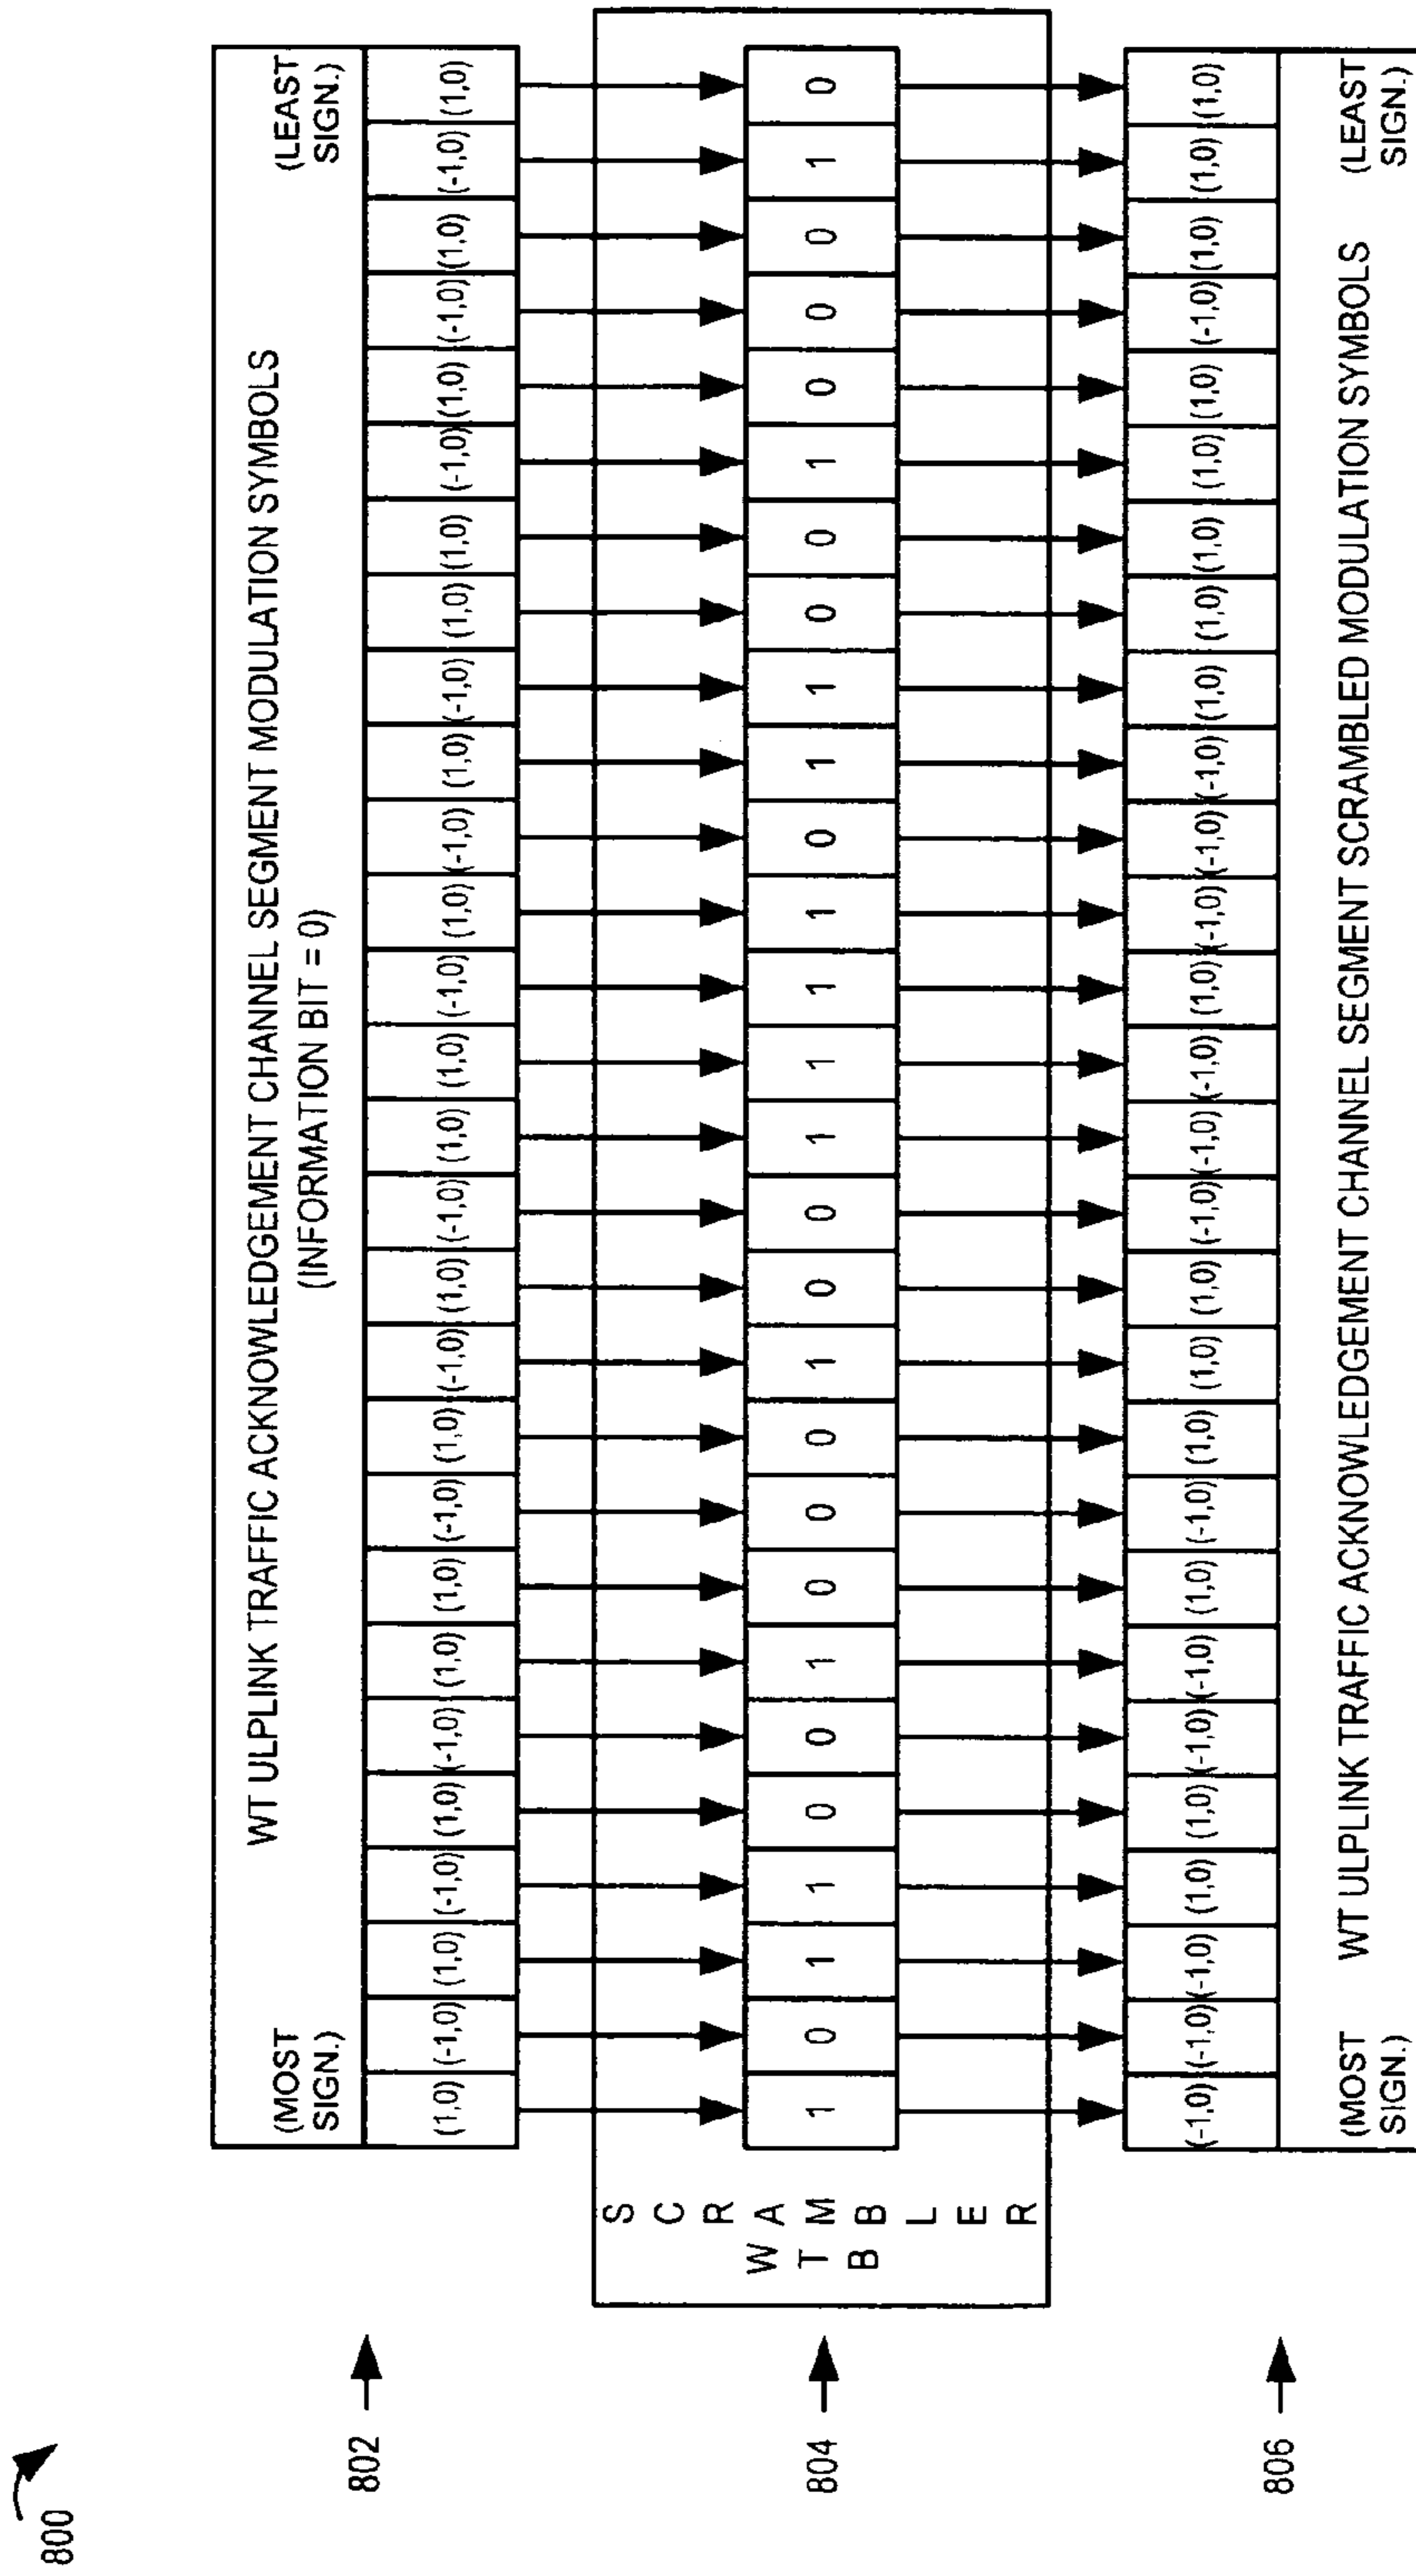 800
WT ULPLINK TRAFFIC ACKNOWLEDGEMENT CHANNEL SEGMENT MODULATION SYMBOLS
(MOST SIGN.)
(INFORMATION BIT = 0)
(LEAST SIGN.)
802
(1,0) (-1,0) (1,0) (-1,0) (1,0) (-1,0) (1,0) (1,0) (-1,0) (1,0) (-1,0) (1,0) (-1,0) (1,0) (1,0) (-1,0) (1,0) (-1,0) (1,0) (-1,0) (1,0) (1,0) (-1,0) (1,0) (-1,0) (1,0) (-1,0) (1,0)
WT BB
SCRAMBLER
804
1 0 1 1 0 0 1 0 0 0 1 0 0 1 1 1 1 0 1 1 0 0 1 0 0 0 1 0
806
(-1,0) (-1,0) (-1,0) (1,0) (1,0) (-1,0) (-1,0) (1,0) (-1,0) (1,0) (1,0) (1,0) (-1,0) (-1,0) (-1,0) (1,0) (-1,0) (-1,0) (-1,0) (1,0) (1,0) (1,0) (1,0) (1,0) (-1,0) (1,0) (1,0) (1,0)
(MOST SIGN.)
WT ULPLINK TRAFFIC ACKNOWLEDGEMENT CHANNEL SEGMENT SCRAMBLED MODULATION SYMBOLS
(LEAST SIGN.)